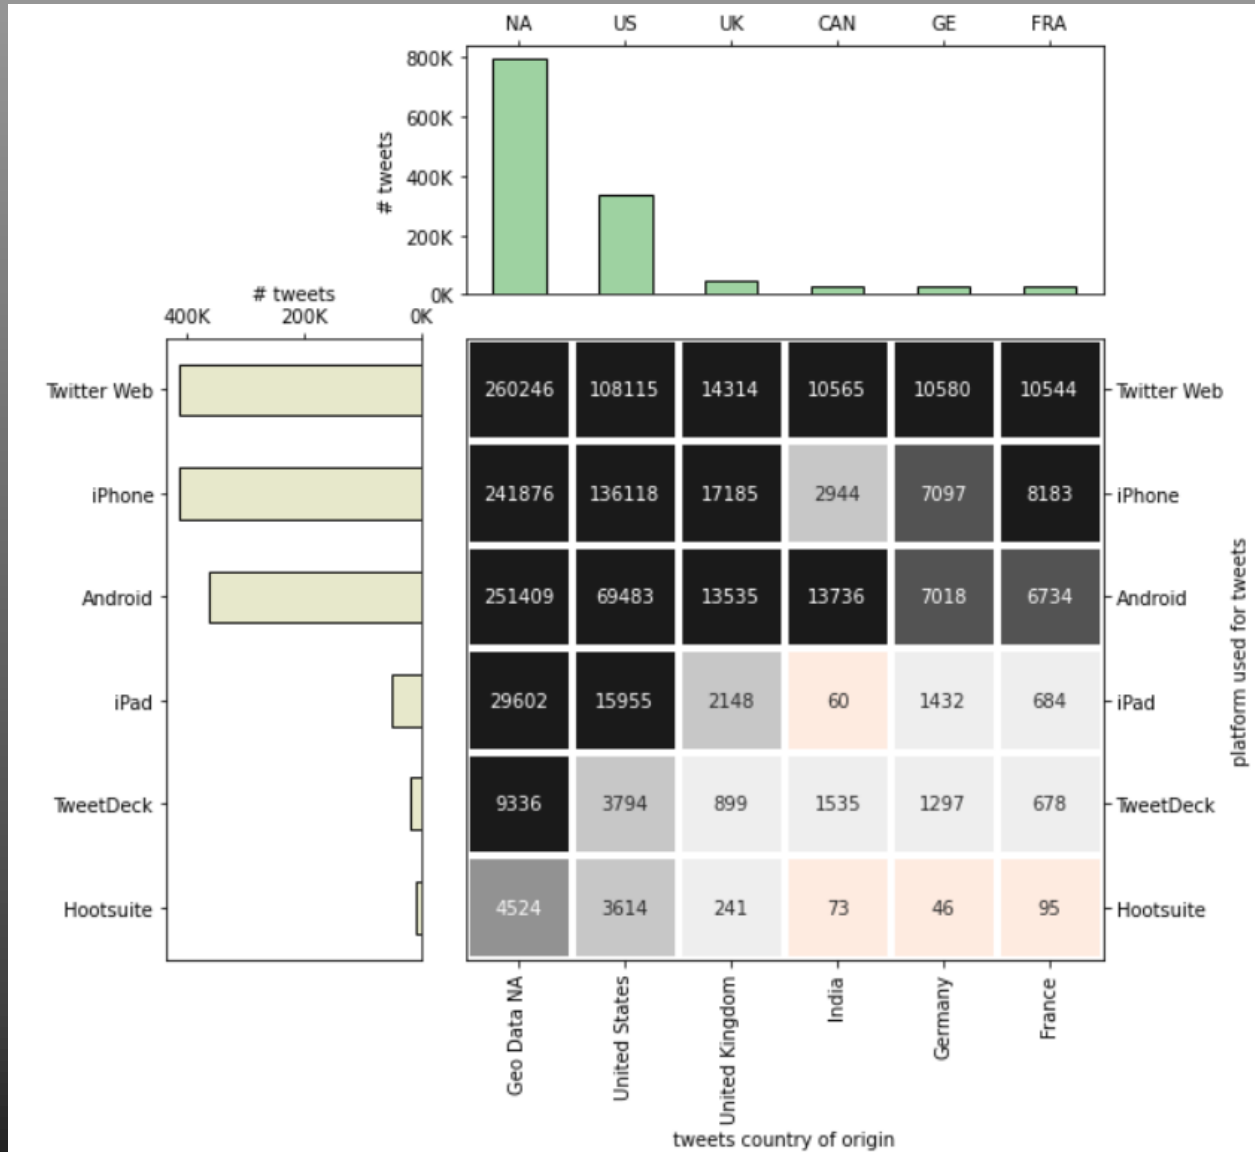 NA US UK CAN GE FRA
800K
600K
400K
200K
0K
# tweets
# tweets
400K 200K 0K
Twitter Web 260246 108115 14314 10565 10580 10544 Twitter Web
iPhone 241876 136118 17185 2944 7097 8183 iPhone
Android 251409 69483 13535 13736 7018 6734 Android
iPad 29602 15955 2148 60 1432 684 iPad
TweetDeck 9336 3794 899 1535 1297 678 TweetDeck
Hootsuite 4524 3614 241 73 46 95 Hootsuite
platform used for tweets
Geo Data NA
United States
United Kingdom
India
Germany
France
tweets country of origin